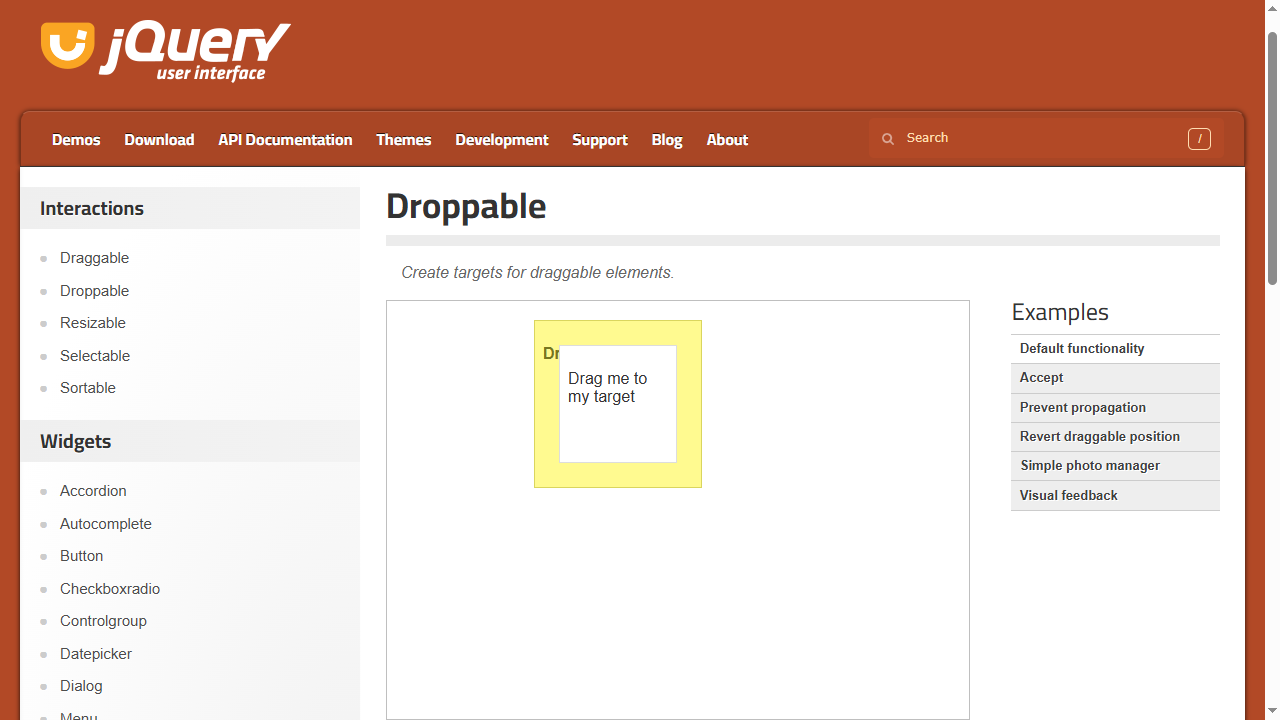 jQuery
user interface
Demos Download API Documentation Themes Development Support Blog About
Search /
Interactions
Draggable
Droppable
Resizable
Selectable
Sortable
Widgets
Accordion
Autocomplete
Button
Checkboxradio
Controlgroup
Datepicker
Dialog
Menu
Droppable
Create targets for draggable elements.
Drag me to
my target
Examples
Default functionality
Accept
Prevent propagation
Revert draggable position
Simple photo manager
Visual feedback